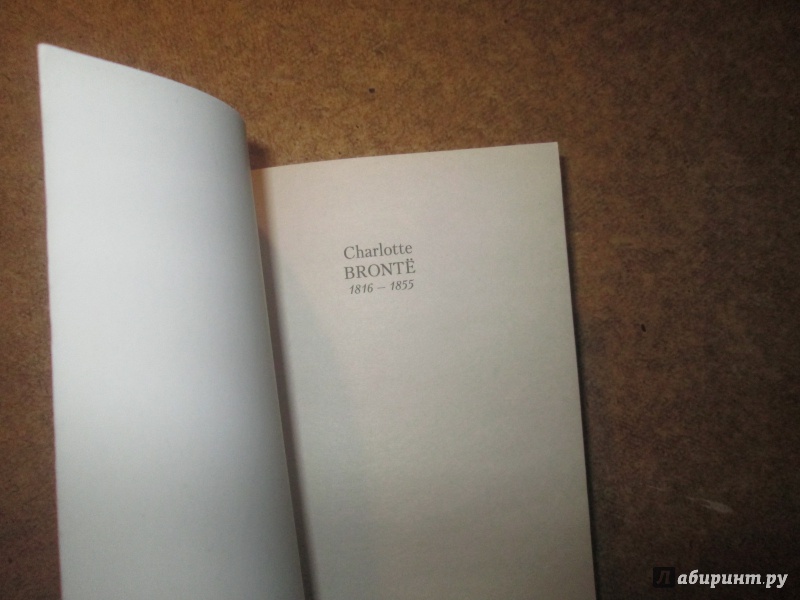 Charlotte
BRONTË
1816 – 1855
Лабиринт.ру